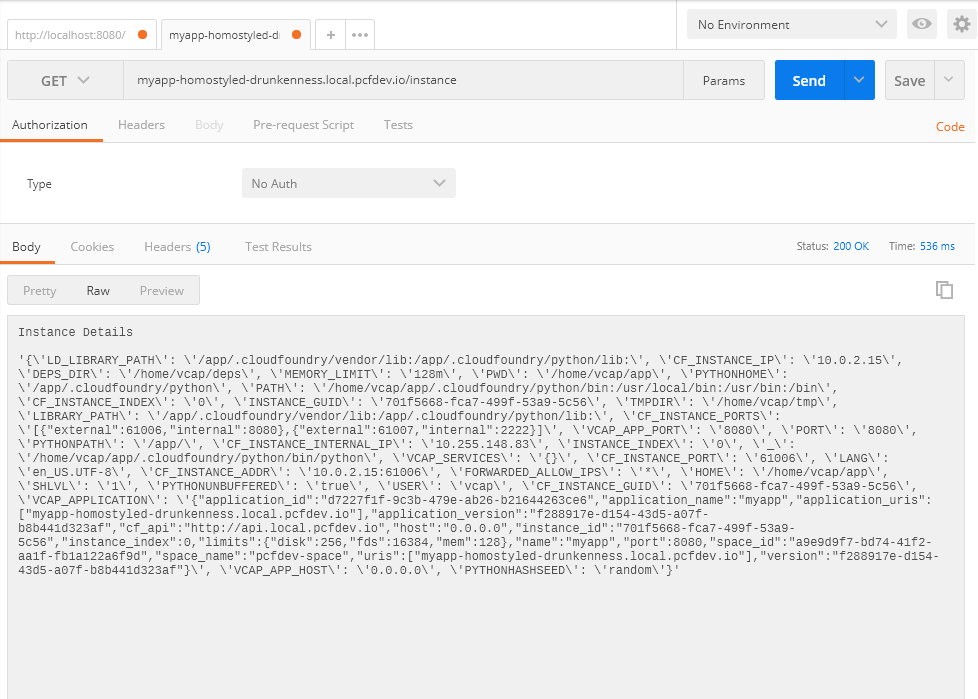 http://localhost:8080/
myapp-homostyled-d
+
No Environment
GET
myapp-homostyled-drunkenness.local.pcfdev.io/instance
Params
Send
Save
Authorization
Headers
Body
Pre-request Script
Tests
Code
Type
No Auth
Body
Cookies
Headers (5)
Test Results
Status: 200 OK
Time: 536 ms
Pretty
Raw
Preview
Instance Details
'{\'LD_LIBRARY_PATH\': \'/app/.cloudfoundry/vendor/lib:/app/.cloudfoundry/python/lib:\', \'CF_INSTANCE_IP\': \'10.0.2.15\',
\'DEPS_DIR\': \'/home/vcap/deps\', \'MEMORY_LIMIT\': \'128m\', \'PWD\': \'/home/vcap/app\', \'PYTHONHOME\':
\'/app/.cloudfoundry/python\', \'PATH\': \'/home/vcap/app/.cloudfoundry/python/bin:/usr/local/bin:/usr/bin:/bin\',
\'CF_INSTANCE_INDEX\': \'0\', \'INSTANCE_GUID\': \'701f5668-fca7-499f-53a9-5c56\', \'TMPDIR\': \'/home/vcap/tmp\',
\'LIBRARY_PATH\': \'/app/.cloudfoundry/vendor/lib:/app/.cloudfoundry/python/lib:\', \'CF_INSTANCE_PORTS\':
\'[{"external":61006,"internal":8080},{"external":61007,"internal":2222}]\', \'VCAP_APP_PORT\': \'8080\', \'PORT\': \'8080\',
\'PYTHONPATH\': \'/app/\', \'CF_INSTANCE_INTERNAL_IP\': \'10.255.148.83\', \'INSTANCE_INDEX\': \'0\', \'_\':
\'/home/vcap/app/.cloudfoundry/python/bin/python\', \'VCAP_SERVICES\': \'{}\', \'CF_INSTANCE_PORT\': \'61006\', \'LANG\':
\'en_US.UTF-8\', \'CF_INSTANCE_ADDR\': \'10.0.2.15:61006\', \'FORWARDED_ALLOW_IPS\': \'*\', \'HOME\': \'/home/vcap/app\',
\'SHLVL\': \'1\', \'PYTHONUNBUFFERED\': \'true\', \'USER\': \'vcap\', \'CF_INSTANCE_GUID\': \'701f5668-fca7-499f-53a9-5c56\',
\'VCAP_APPLICATION\': \'{"application_id":"d7227f1f-9c3b-479e-ab26-b21644263ce6","application_name":"myapp","application_uris":
["myapp-homostyled-drunkenness.local.pcfdev.io"],"application_version":"f288917e-d154-43d5-a07f-
b8b441d323af","cf_api":"http://api.local.pcfdev.io","host":"0.0.0.0","instance_id":"701f5668-fca7-499f-53a9-
5c56","instance_index":0,"limits":{"disk":256,"fds":16384,"mem":128},"name":"myapp","port":8080,"space_id":"a9e9d9f7-bd74-41f2-
aa1f-fb1a122a6f9d","space_name":"pcfdev-space","uris":["myapp-homostyled-drunkenness.local.pcfdev.io"],"version":"f288917e-d154-
43d5-a07f-b8b441d323af"}\', \'VCAP_APP_HOST\': \'0.0.0.0\', \'PYTHONHASHSEED\': \'random\'}'